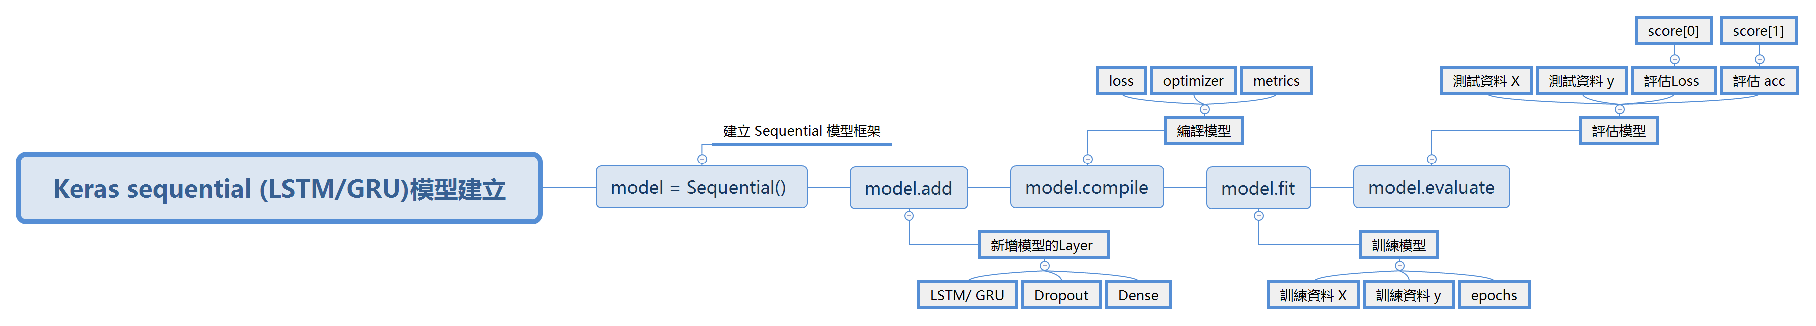 score[0]
score[1]
loss
optimizer
metrics
測試資料 X
測試資料 y
評估Loss
評估 acc
建立 Sequential 模型框架
編譯模型
評估模型
Keras sequential (LSTM/GRU)模型建立
model = Sequential()
model.add
model.compile
model.fit
model.evaluate
新增模型的Layer
訓練模型
LSTM/ GRU
Dropout
Dense
訓練資料 X
訓練資料 y
epochs